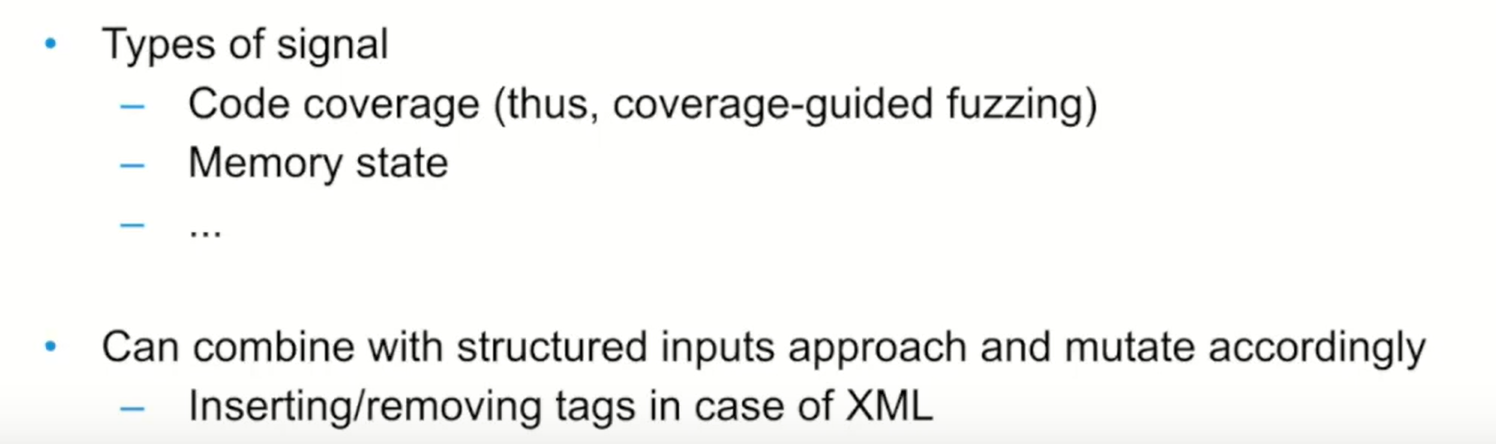 • Types of signal
– Code coverage (thus, coverage-guided fuzzing)
– Memory state
– ...
• Can combine with structured inputs approach and mutate accordingly
– Inserting/removing tags in case of XML